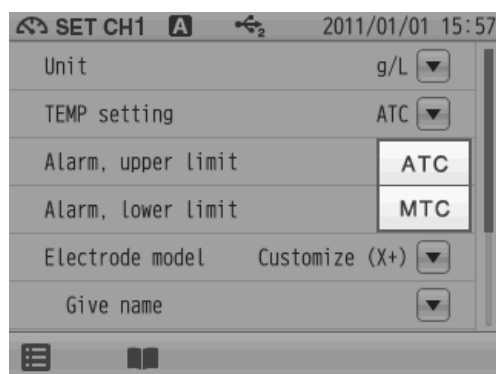 SET CH1 A 2 2011/01/01 15:57
Unit g/L
TEMP setting ATC
Alarm, upper limit ATC
Alarm, lower limit MTC
Electrode model Customize (X+)
Give name